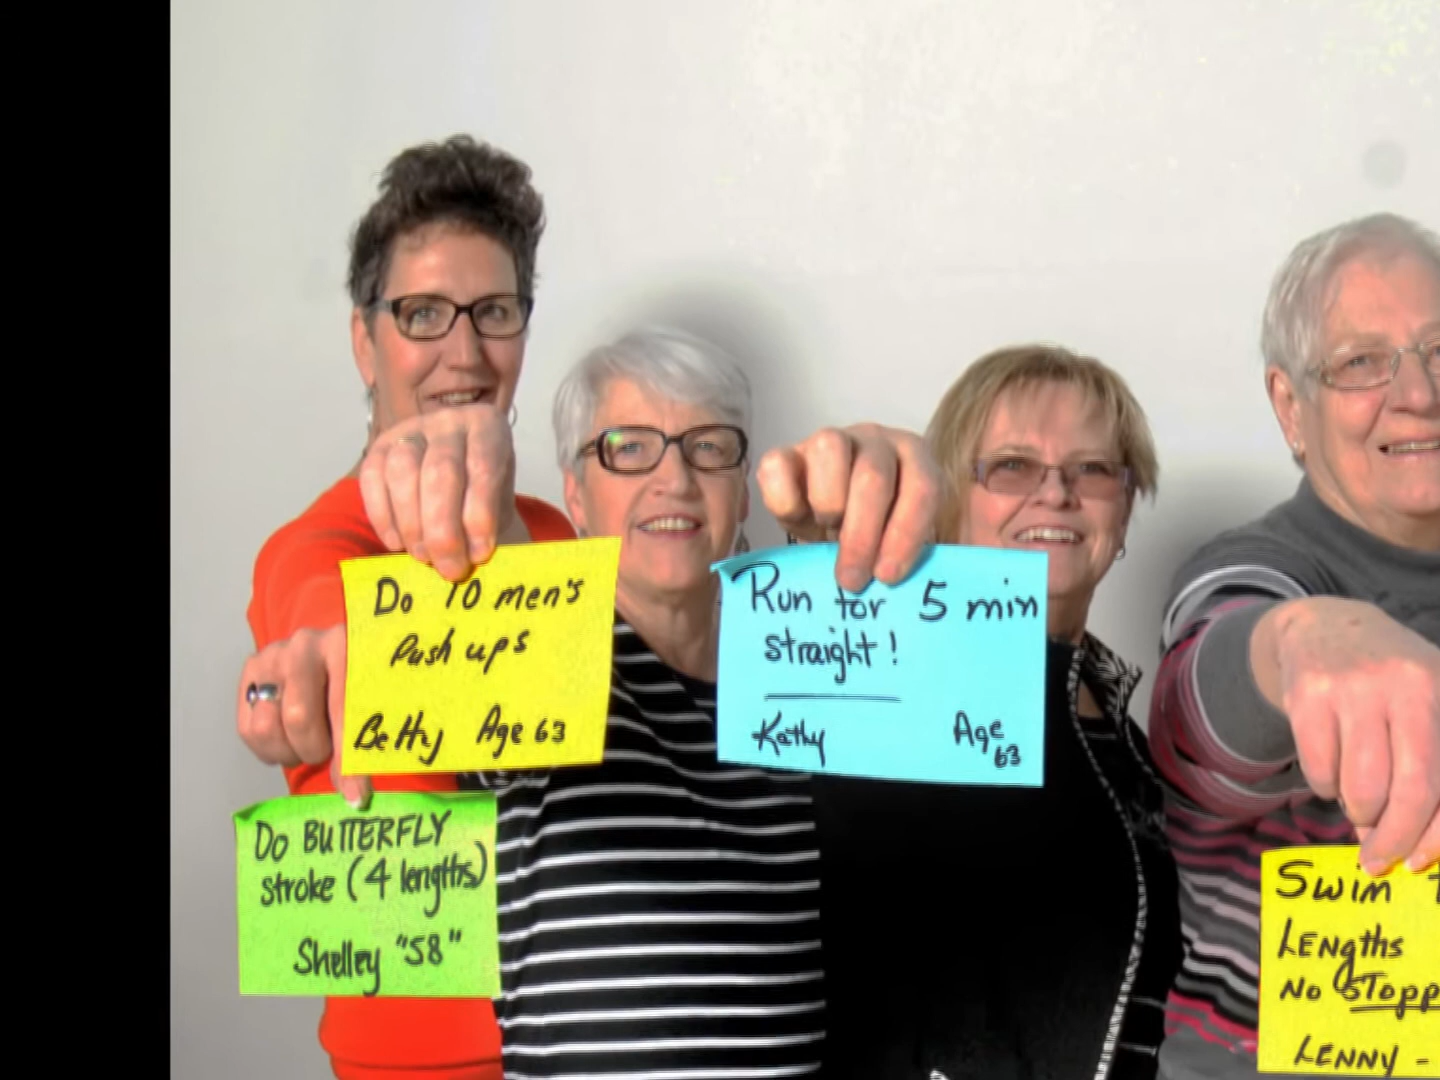 Do 10 men's
Push ups
Betty Age 63
Run for 5 min
straight!
Kathy Age
63
Do BUTTERFLY
stroke (4 lengths)
Shelley "58"
Swim
LENgths
No
LENNY -